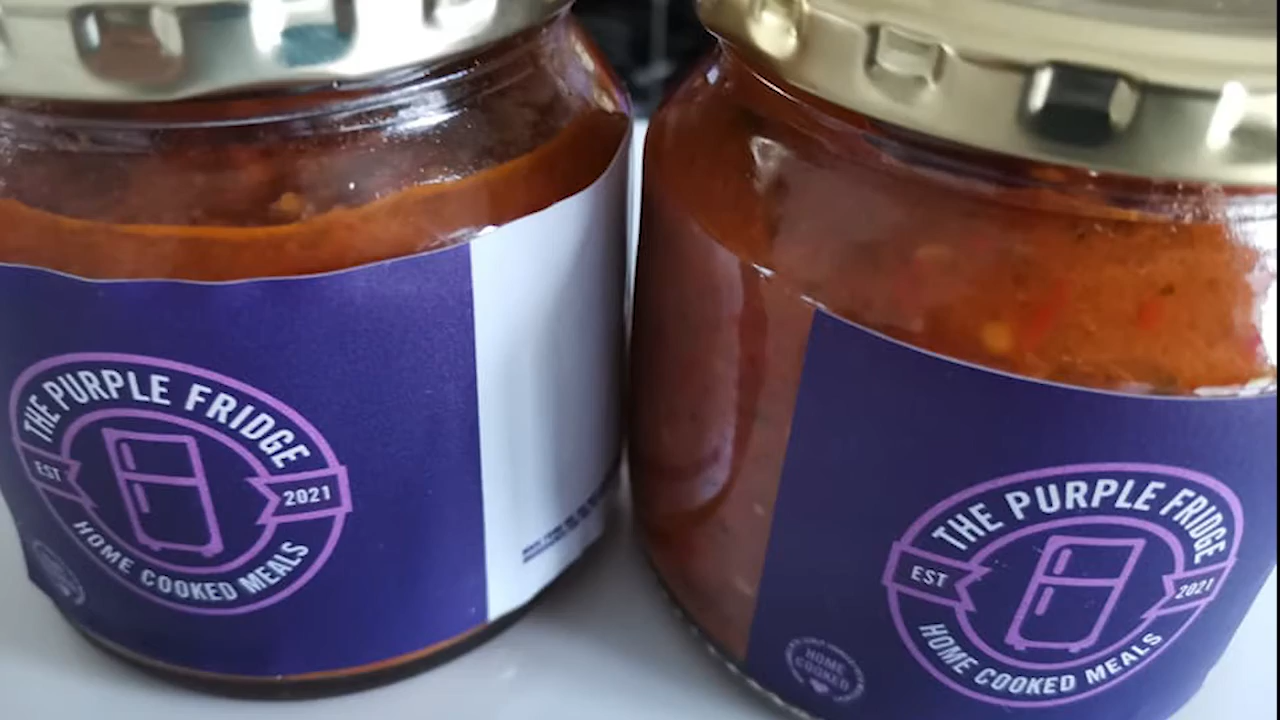 THE PURPLE FRIDGE
EST 2021
HOME COOKED MEALS
THE PURPLE FRIDGE
EST 2021
HOME COOKED MEALS
HOME
COOKED